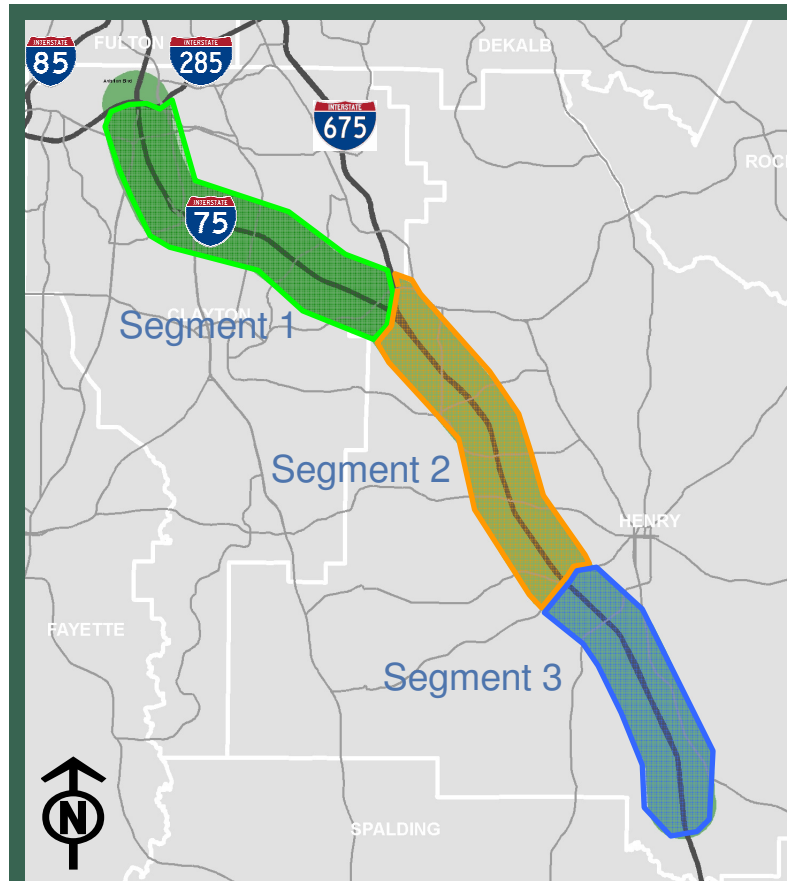 FULTON
DEKALB
INTERSTATE
85
INTERSTATE
285
INTERSTATE
675
ROC
INTERSTATE
75
CLAYTON
Segment 1
Segment 2
HENRY
FAYETTE
Segment 3
N
SPALDING